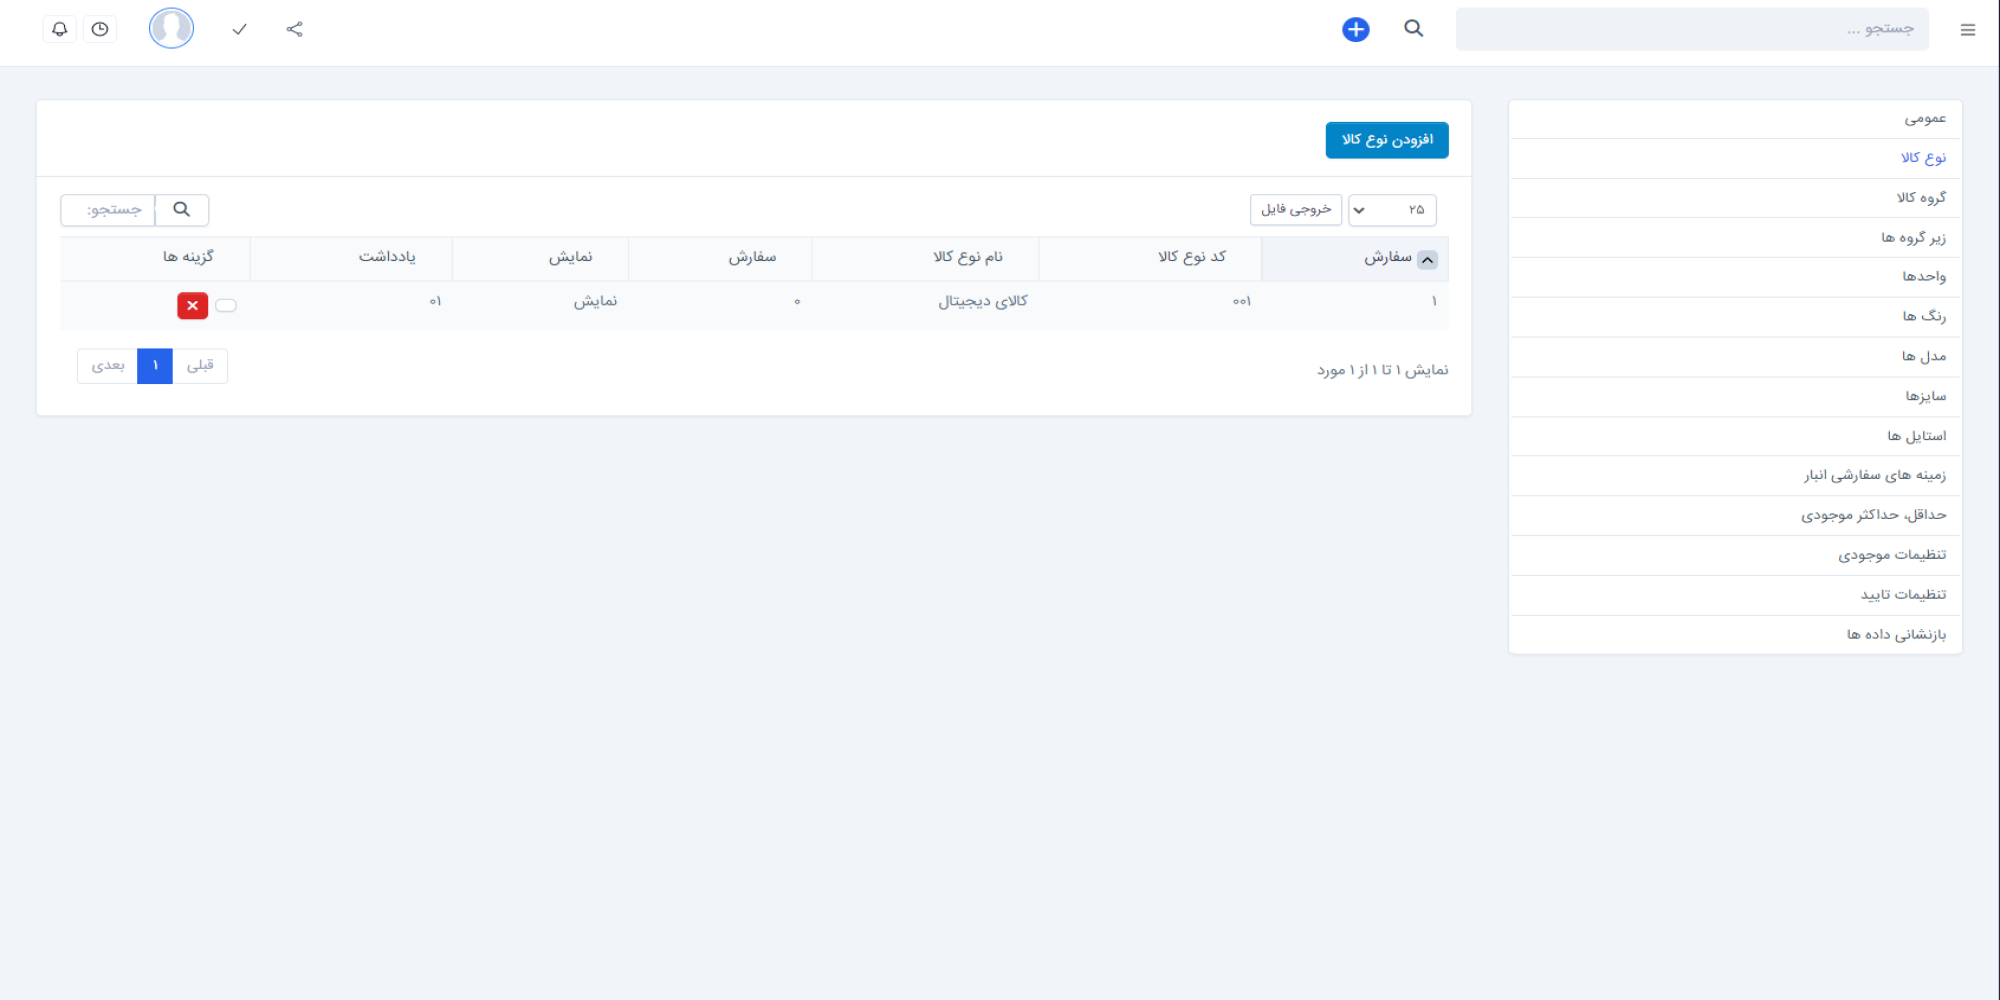 جستجو ...
عمومی
نوع کالا
گروه کالا
زیر گروه ها
واحدها
رنگ ها
مدل ها
سایزها
استایل ها
زمینه های سفارشی انبار
حداقل، حداکثر موجودی
تنظیمات موجودی
تنظیمات تایید
بازنشانی داده ها
افزودن نوع کالا
۲۵ خروجی فایل جستجو:
سفارش کد نوع کالا نام نوع کالا سفارش نمایش یادداشت گزینه ها
۱ ۰۰۱ کالای دیجیتال ۰ نمایش ۰۱
نمایش ۱ تا ۱ از ۱ مورد
قبلی ۱ بعدی